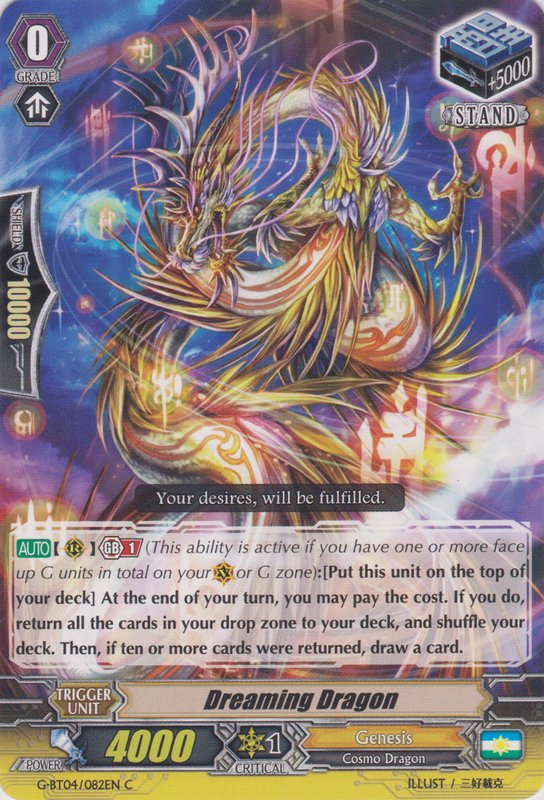 0
GRADE
+5000
STAND
SHIELD
10000
Your desires, will be fulfilled.
AUTO 【 R 】 GB 1 (This ability is active if you have one or more face
up G units in total on your V or G zone):[Put this unit on the top of
your deck] At the end of your turn, you may pay the cost. If you do,
return all the cards in your drop zone to your deck, and shuffle your
deck. Then, if ten or more cards were returned, draw a card.
TRIGGER
UNIT
Dreaming Dragon
POWER
4000
1
CRITICAL
Genesis
Cosmo Dragon
G-BT04/082EN C
ILLUST / 三好載克